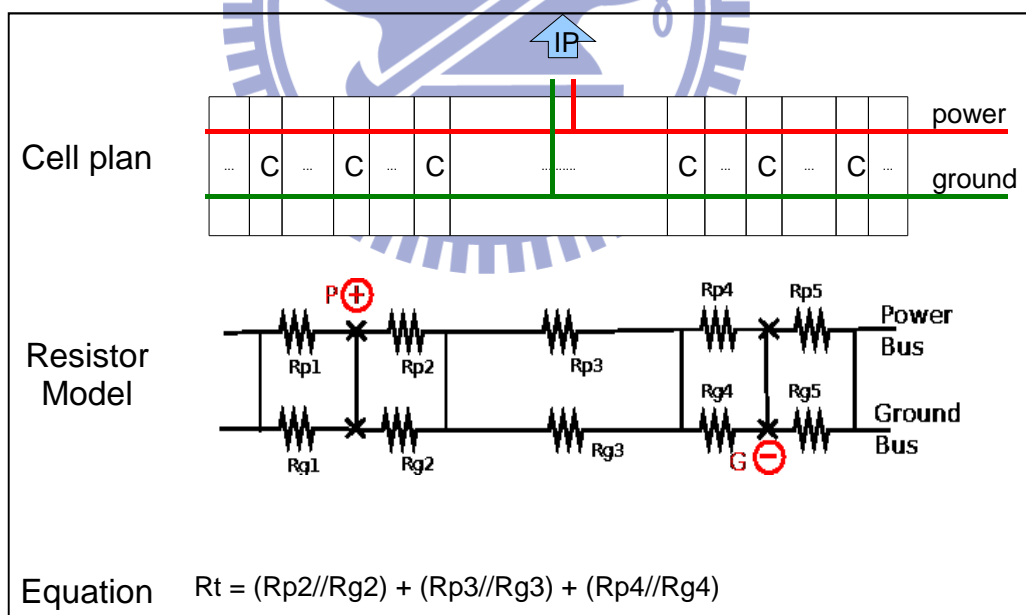 IP
power
Cell plan
... C ... C ... C ......... C ... C ... C ...
ground
P +
Rp4 Rp5
Power
Bus
Rp1 Rp2 Rp3
Resistor
Model
Rg4 Rg5
Ground
Bus
Rg1 Rg2 Rg3
G −
Equation Rt = (Rp2//Rg2) + (Rp3//Rg3) + (Rp4//Rg4)